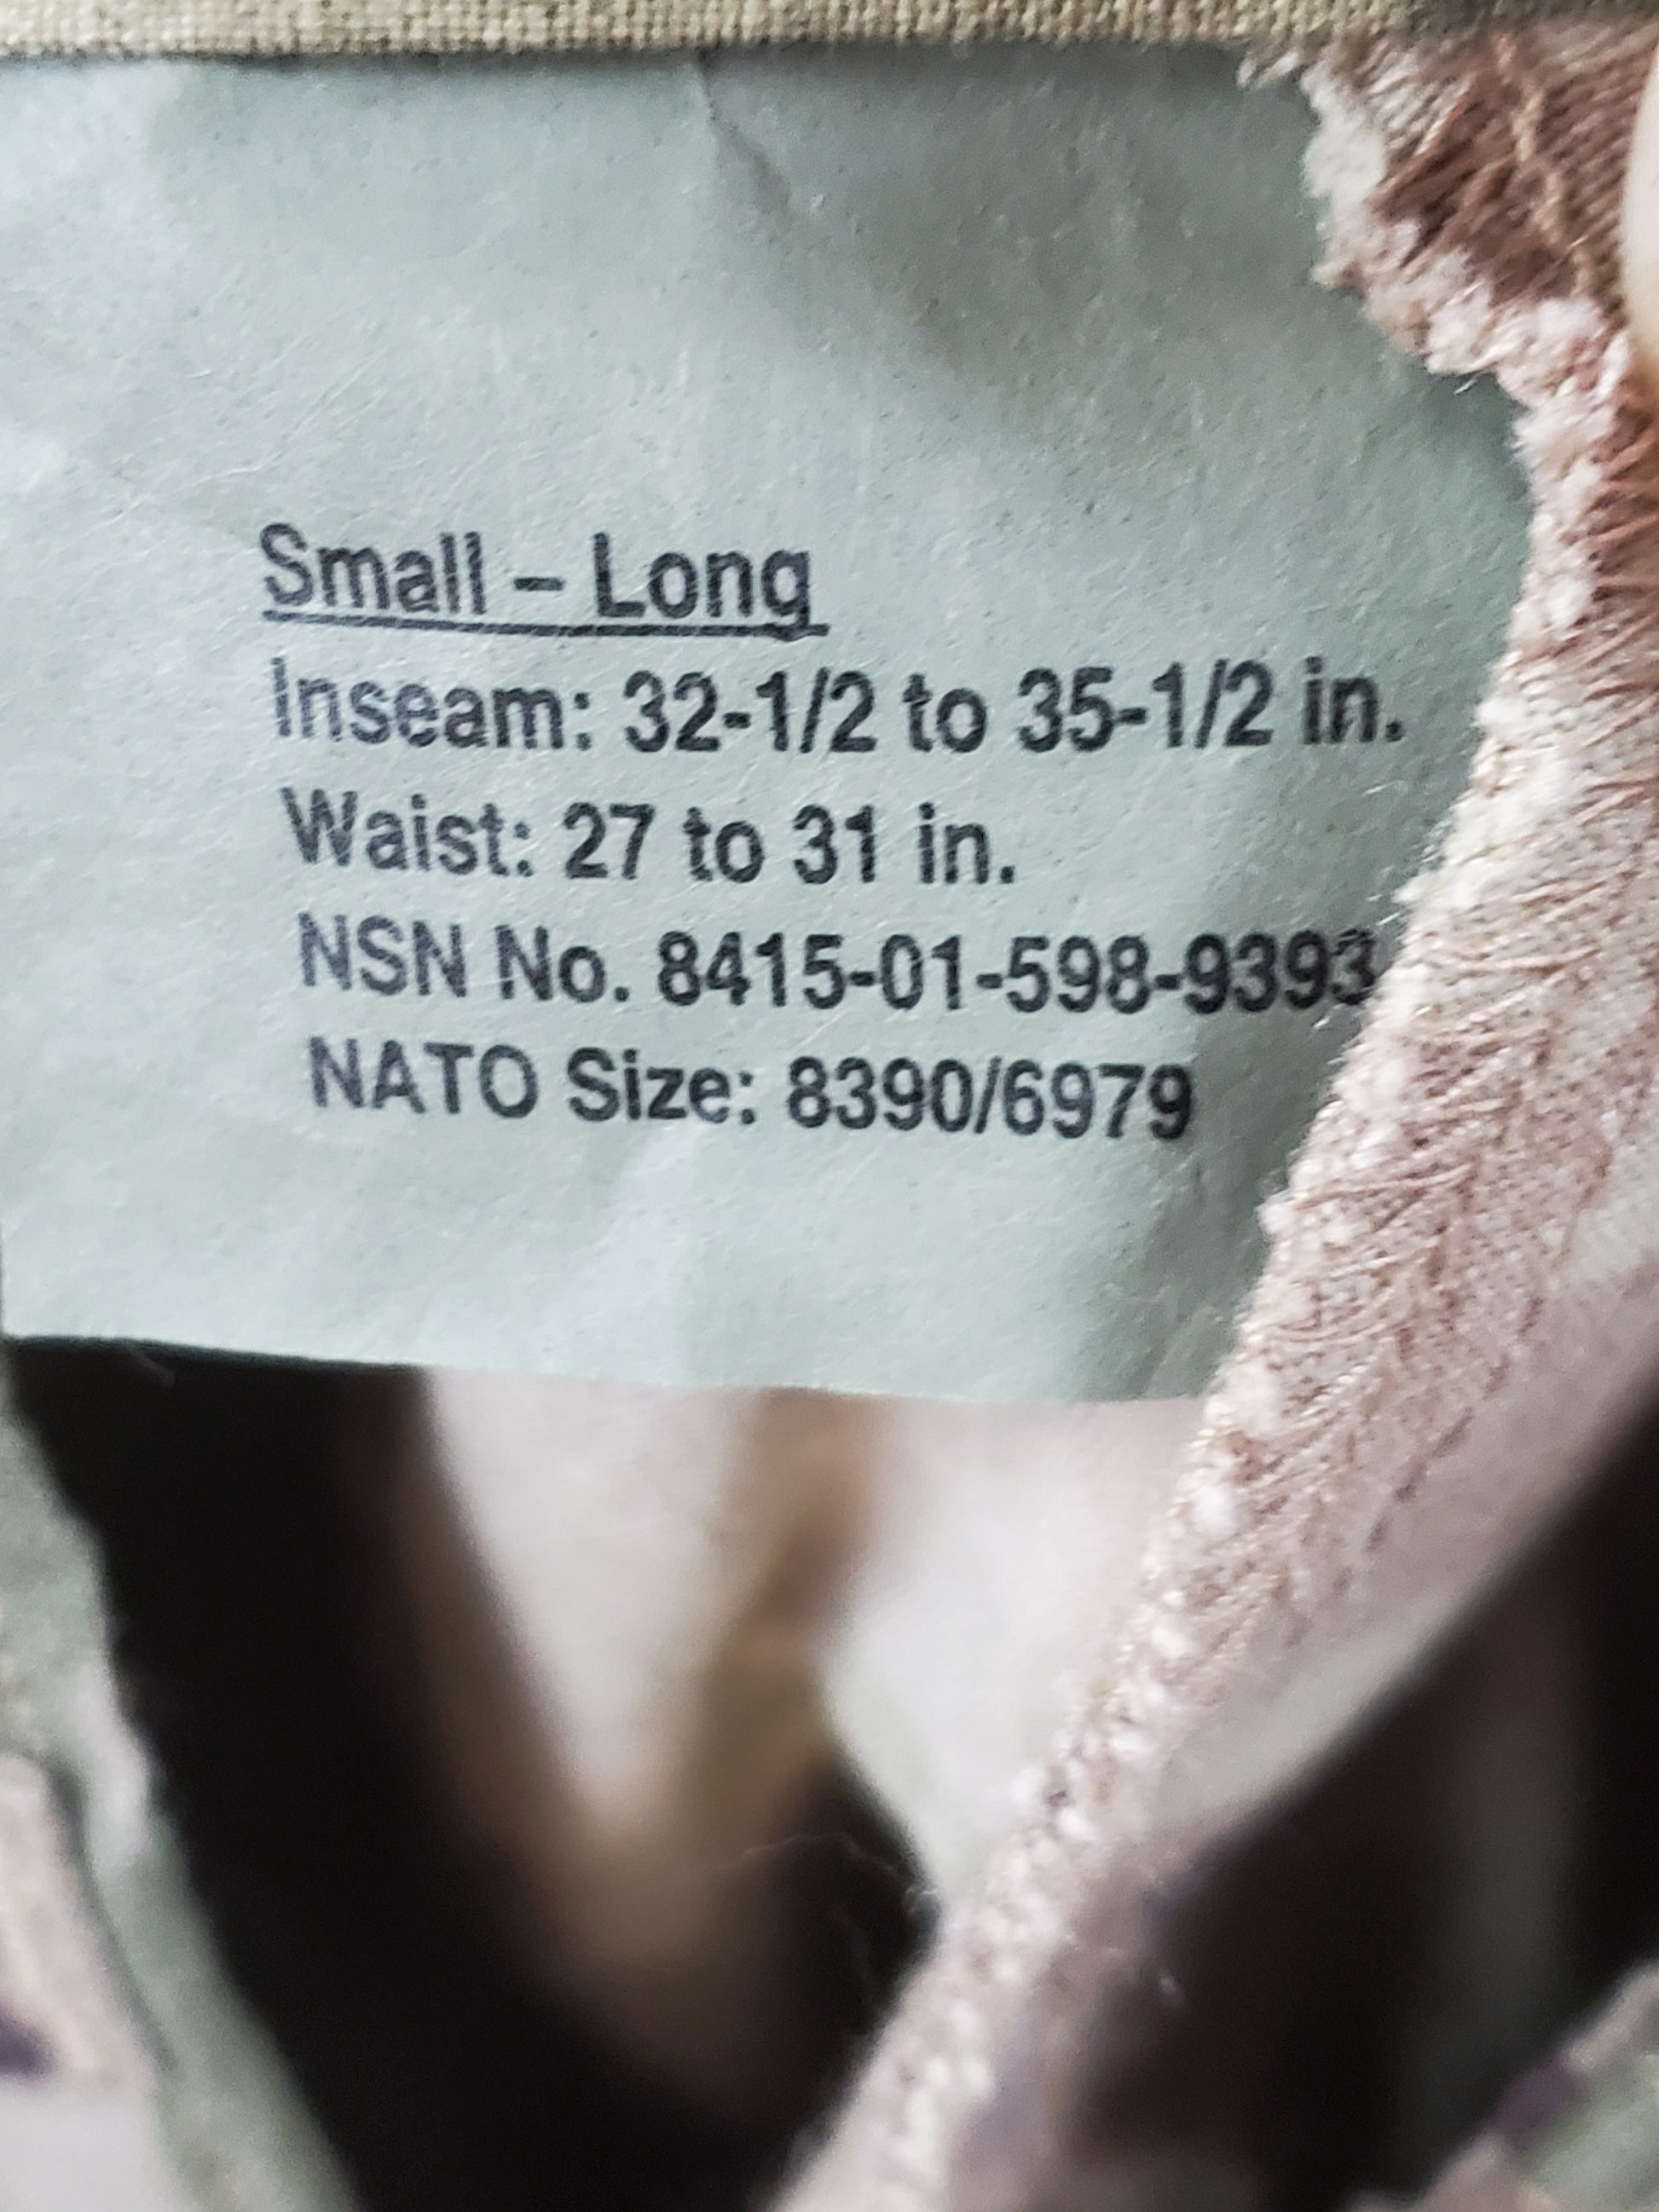 Small – Long
Inseam: 32-1/2 to 35-1/2 in.
Waist: 27 to 31 in.
NSN No. 8415-01-598-9393
NATO Size: 8390/6979